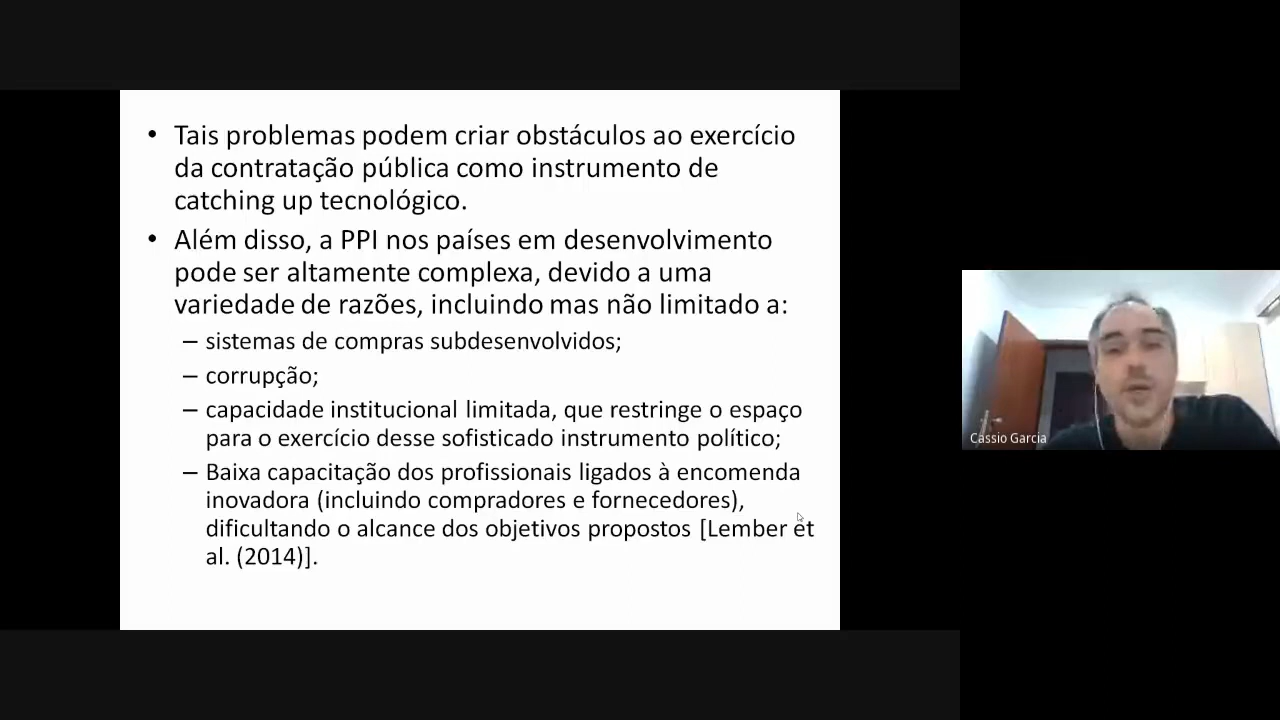 • Tais problemas podem criar obstáculos ao exercício
da contratação pública como instrumento de
catching up tecnológico.
• Além disso, a PPI nos países em desenvolvimento
pode ser altamente complexa, devido a uma
variedade de razões, incluindo mas não limitado a:
– sistemas de compras subdesenvolvidos;
– corrupção;
– capacidade institucional limitada, que restringe o espaço
para o exercício desse sofisticado instrumento político;
– Baixa capacitação dos profissionais ligados à encomenda
inovadora (incluindo compradores e fornecedores),
dificultando o alcance dos objetivos propostos [Lember et
al. (2014)].
Cassio Garcia